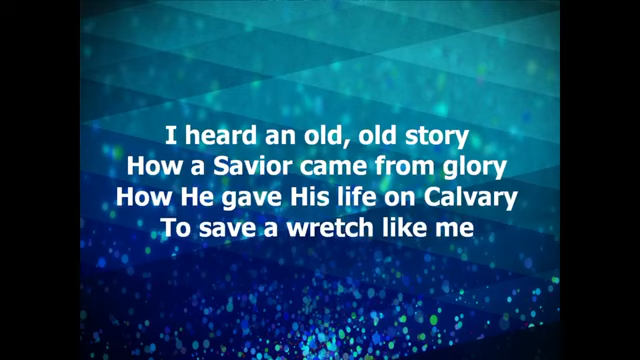 I heard an old, old story
How a Savior came from glory
How He gave His life on Calvary
To save a wretch like me